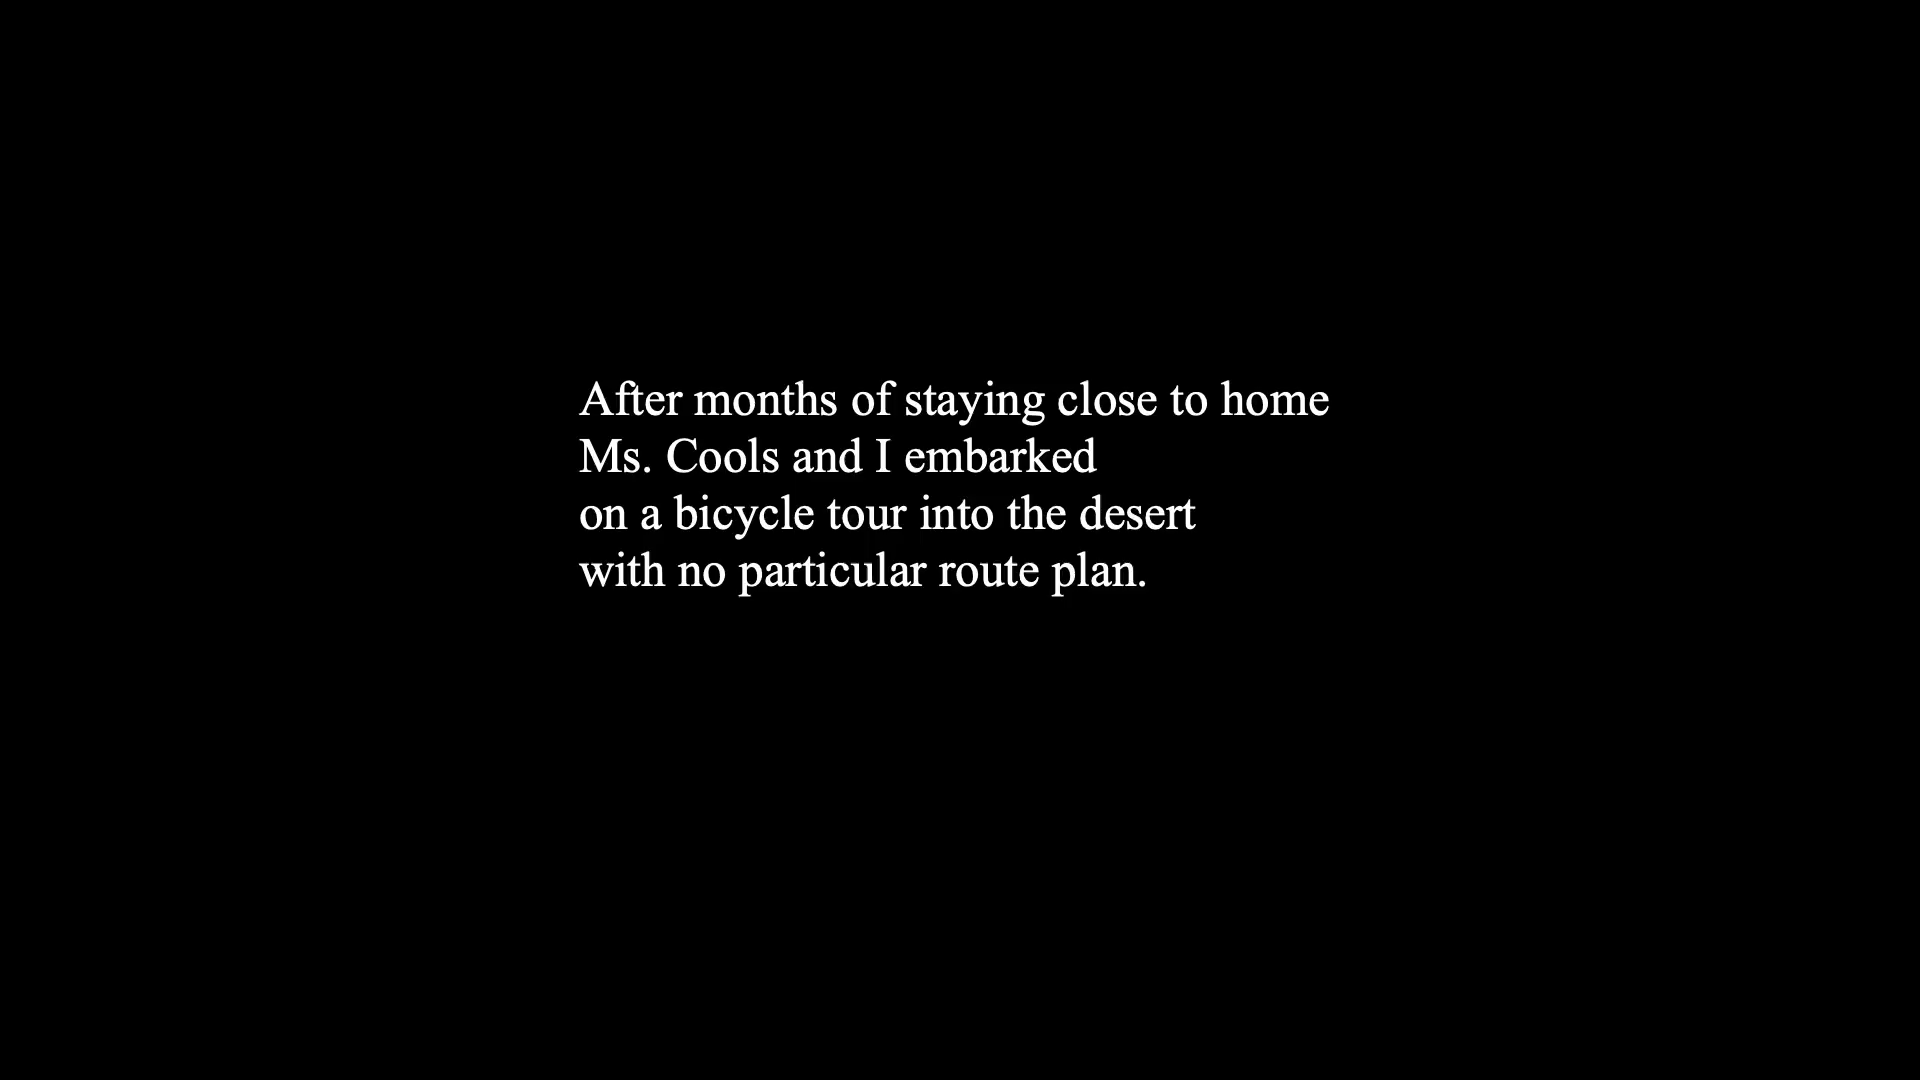 After months of staying close to home
Ms. Cools and I embarked
on a bicycle tour into the desert
with no particular route plan.